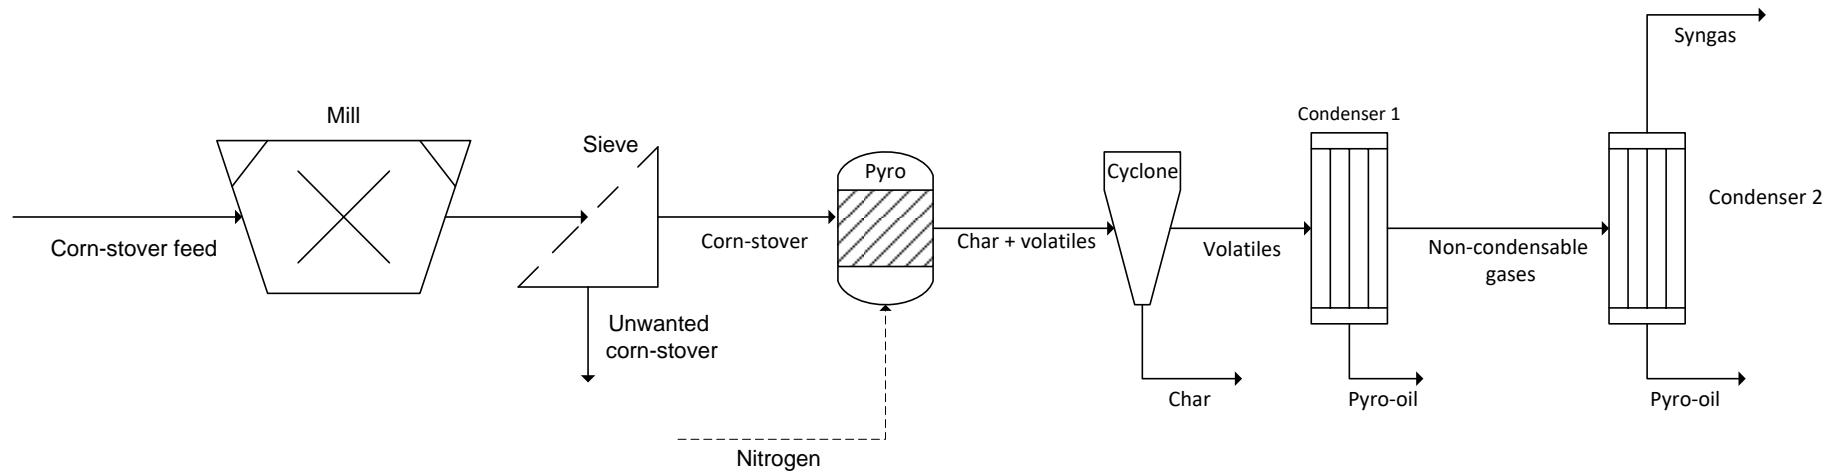 Syngas
Mill
Condenser 1
Sieve
Pyro
Cyclone
Condenser 2
Corn-stover feed
Corn-stover
Char + volatiles
Volatiles
Non-condensable
gases
Unwanted
corn-stover
Char
Pyro-oil
Pyro-oil
Nitrogen